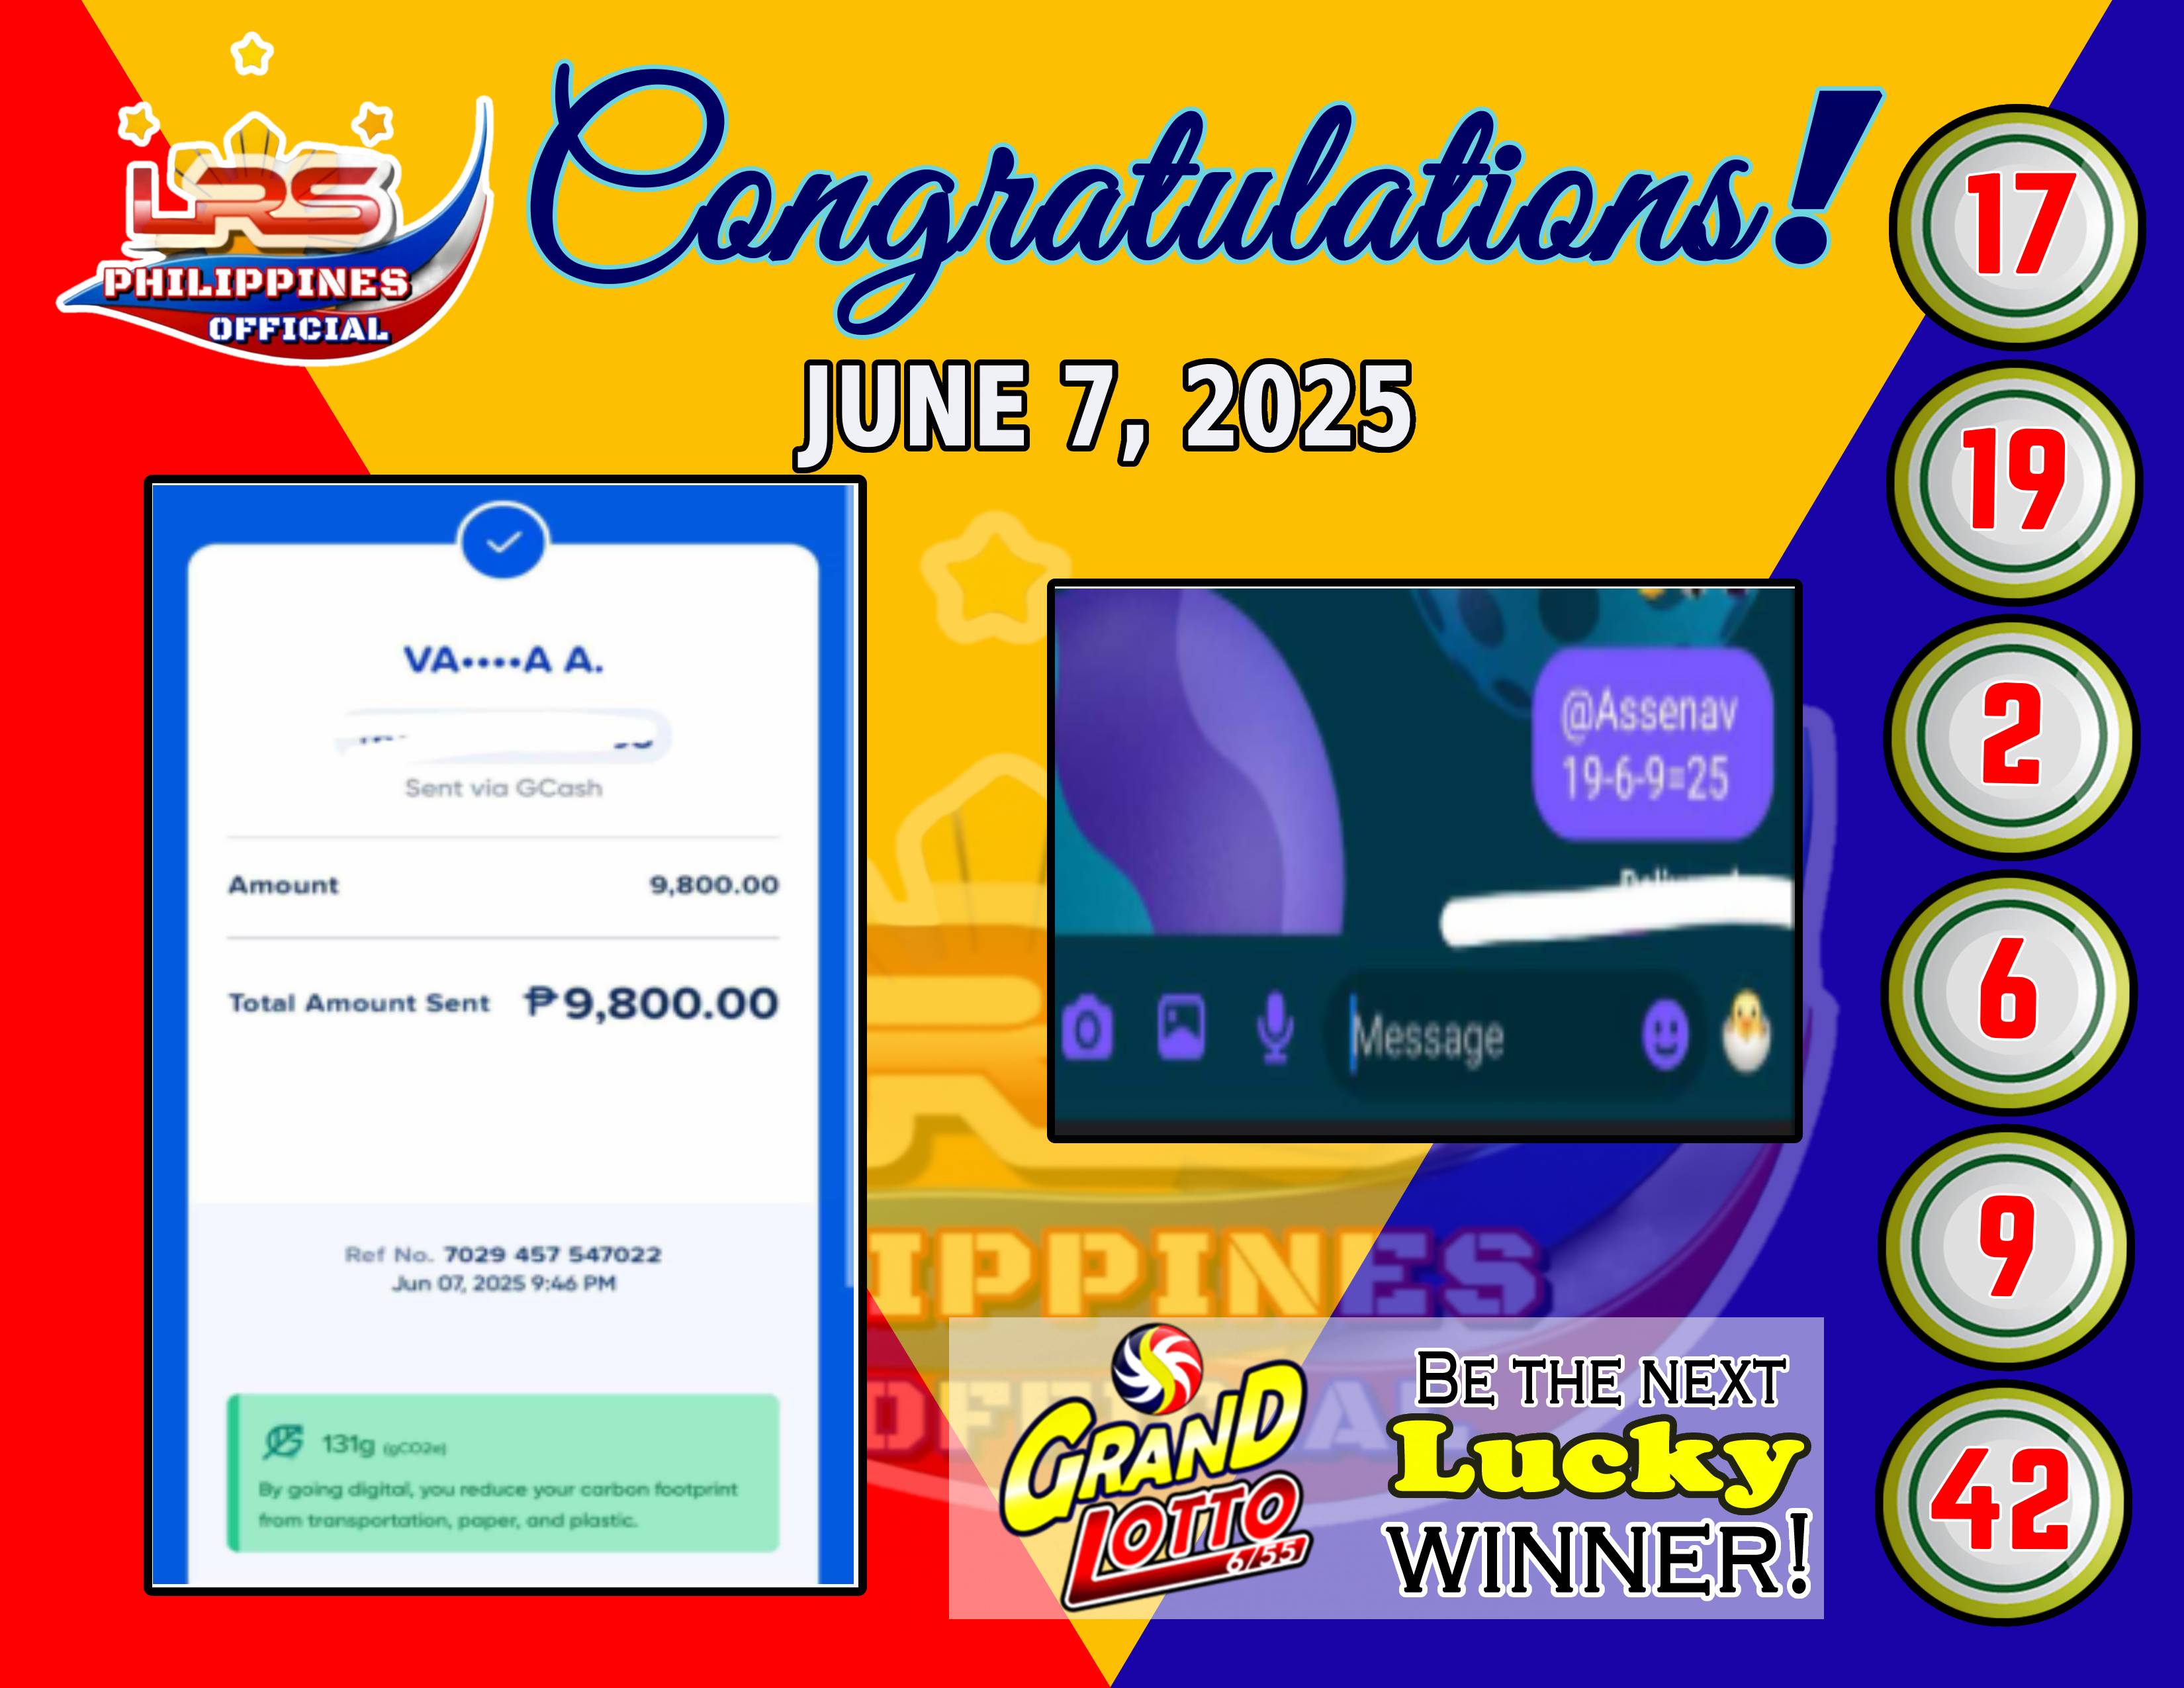 LRS
PHILIPPINES
OFFICIAL
Congratulations!
JUNE 7, 2025
VA••••A A.
Sent via GCash
Amount 9,800.00
Total Amount Sent ₱9,800.00
Ref No. 7029 457 547022
Jun 07, 2025 9:46 PM
131g (gCO2e)
By going digital, you reduce your carbon footprint
from transportation, paper, and plastic.
@Assenav
19-6-9=25
Message
IPPINES
GRAND
LOTTO
6/55
BE THE NEXT
Lucky
WINNER!
17
19
2
6
9
42